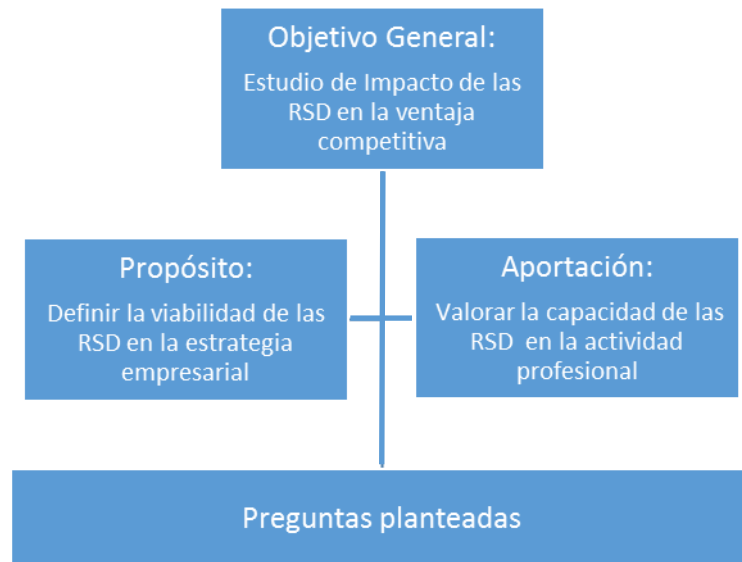 Objetivo General:
Estudio de Impacto de las
RSD en la ventaja
competitiva
Propósito:
Definir la viabilidad de las
RSD en la estrategia
empresarial
Aportación:
Valorar la capacidad de las
RSD en la actividad
profesional
Preguntas planteadas